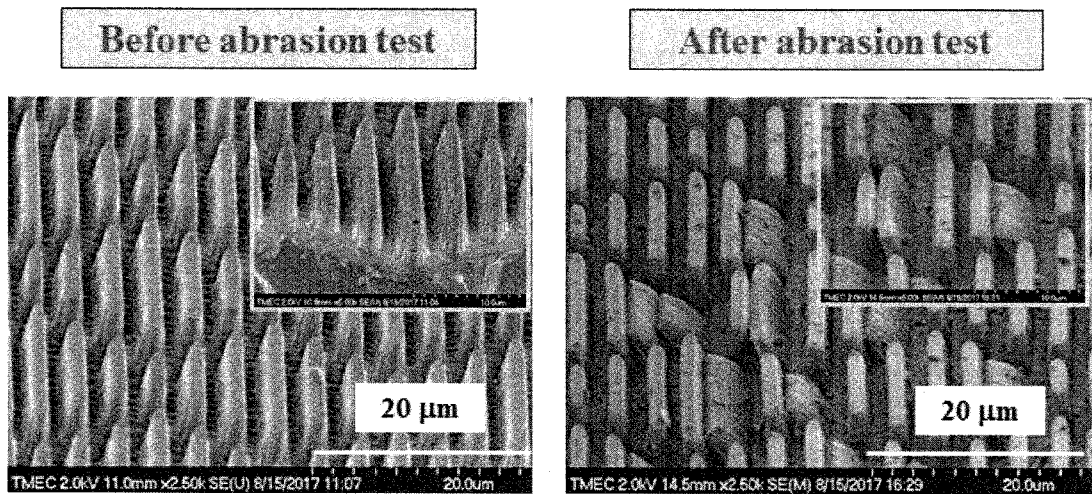 Before abrasion test
After abrasion test
20 μm
TMEC 2.0kV 11.0mm x2.50k SE(U) 8/15/2017 11:07 20.0um
20 μm
TMEC 2.0kV 14.5mm x2.50k SE(M) 8/15/2017 16:29 20.0um